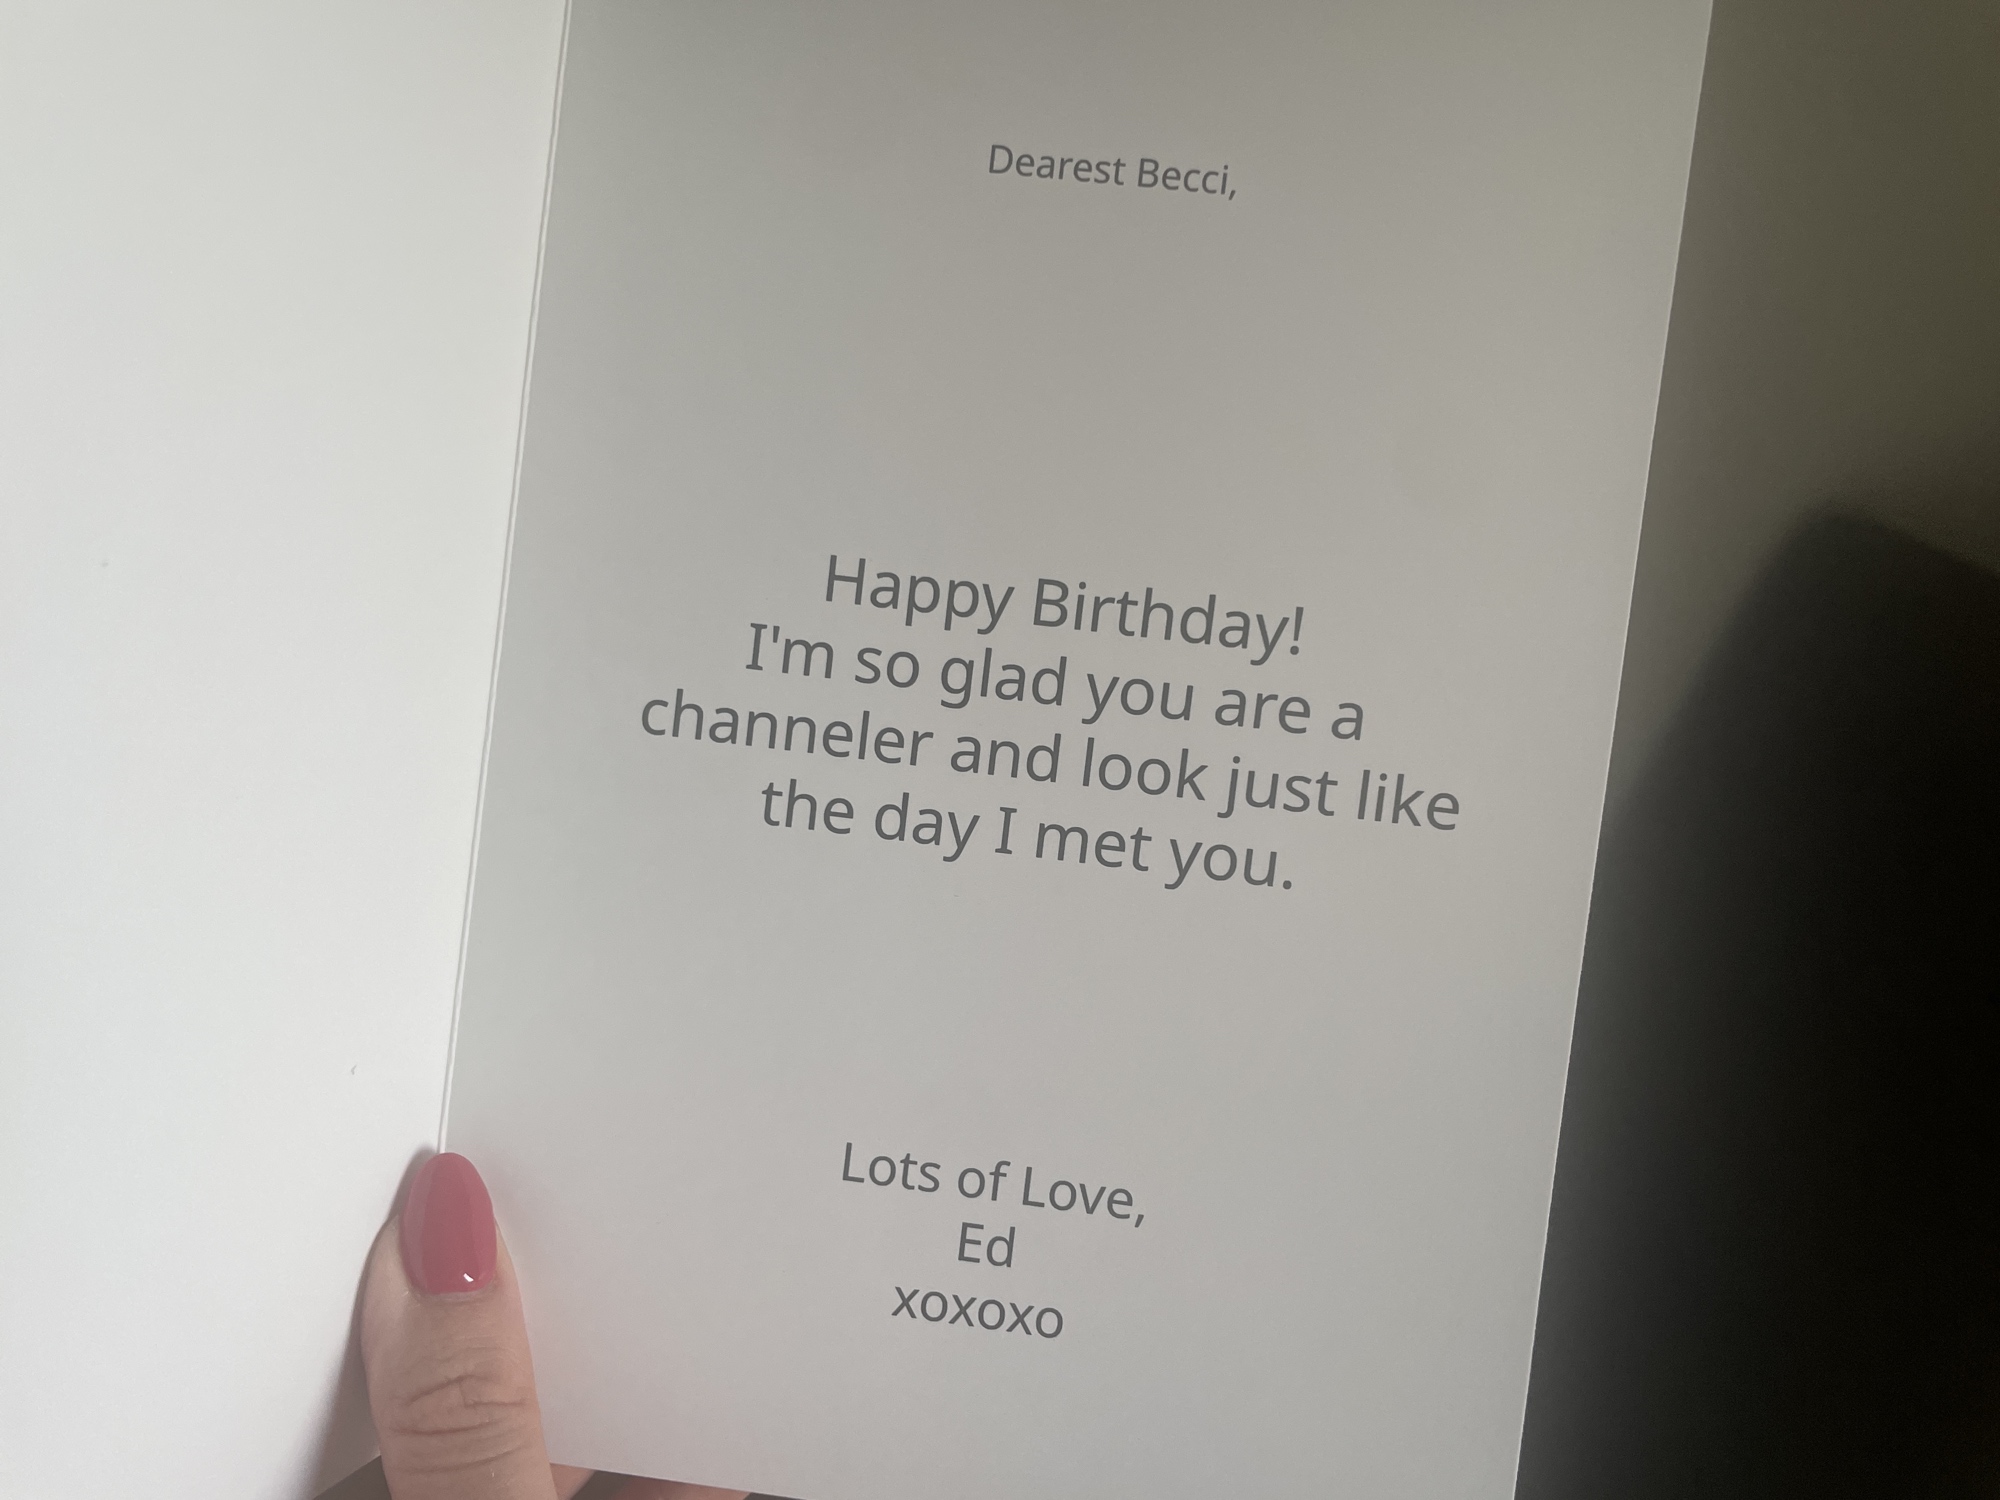 Dearest Becci,
Happy Birthday!
I'm so glad you are a
channeler and look just like
the day I met you.
Lots of Love,
Ed
xoxoxo